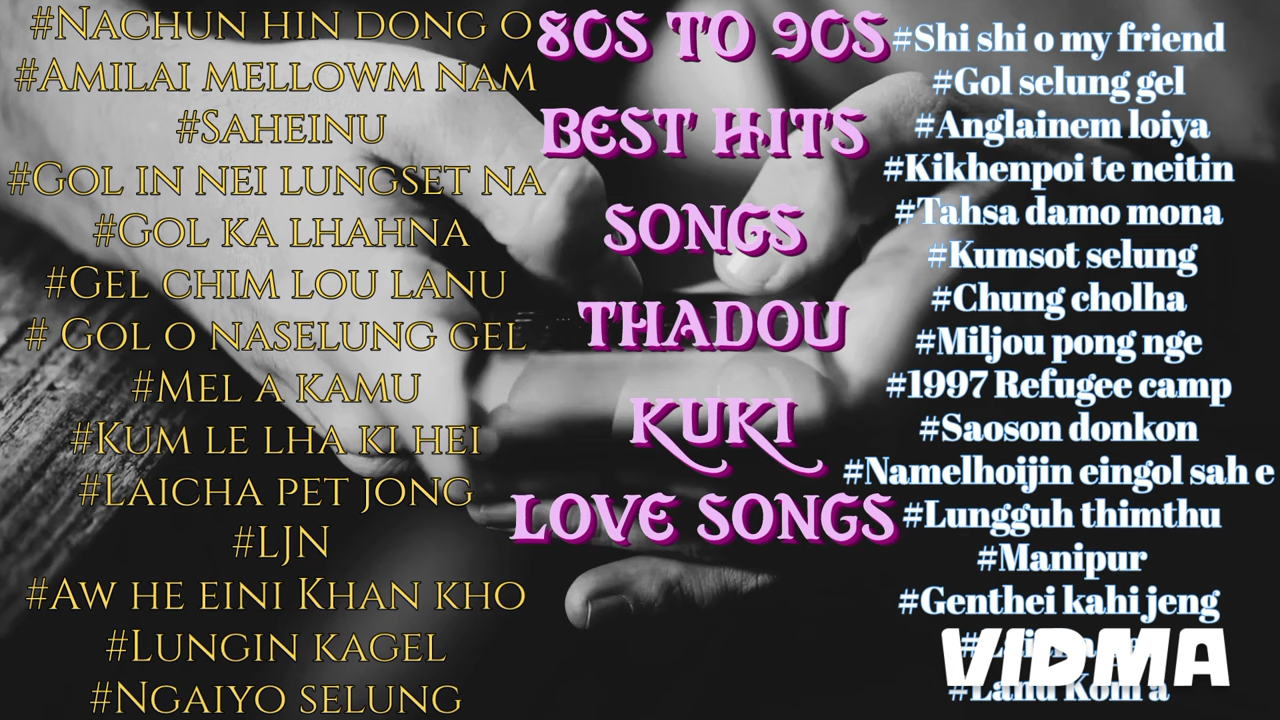 #Nachun hin dong o
#Amilai mellowm nam
#Saheinu
#Gol in nei lungset na
#Gol ka lhahna
#Gel chim lou lanu
# Gol o naselung gel
#Mel a kamu
#Kum le lha ki hei
#Laicha pet jong
#LJN
#Aw he eini Khan kho
#Lungin kagel
#Ngaiyo selung
80s to 90s
Best Hits
Songs
Thadou
Kuki
Love Songs
#Shi shi o my friend
#Gol selung gel
#Anglainem loiya
#Kikhenpoi te neitin
#Tahsa damo mona
#Kumsot selung
#Chung cholha
#Miljou pong nge
#1997 Refugee camp
#Saoson donkon
#Namelhoijin eingol sah e
#Lungguh thimthu
#Manipur
#Genthei kahi jeng
#Lanu Kom a
VIDMA